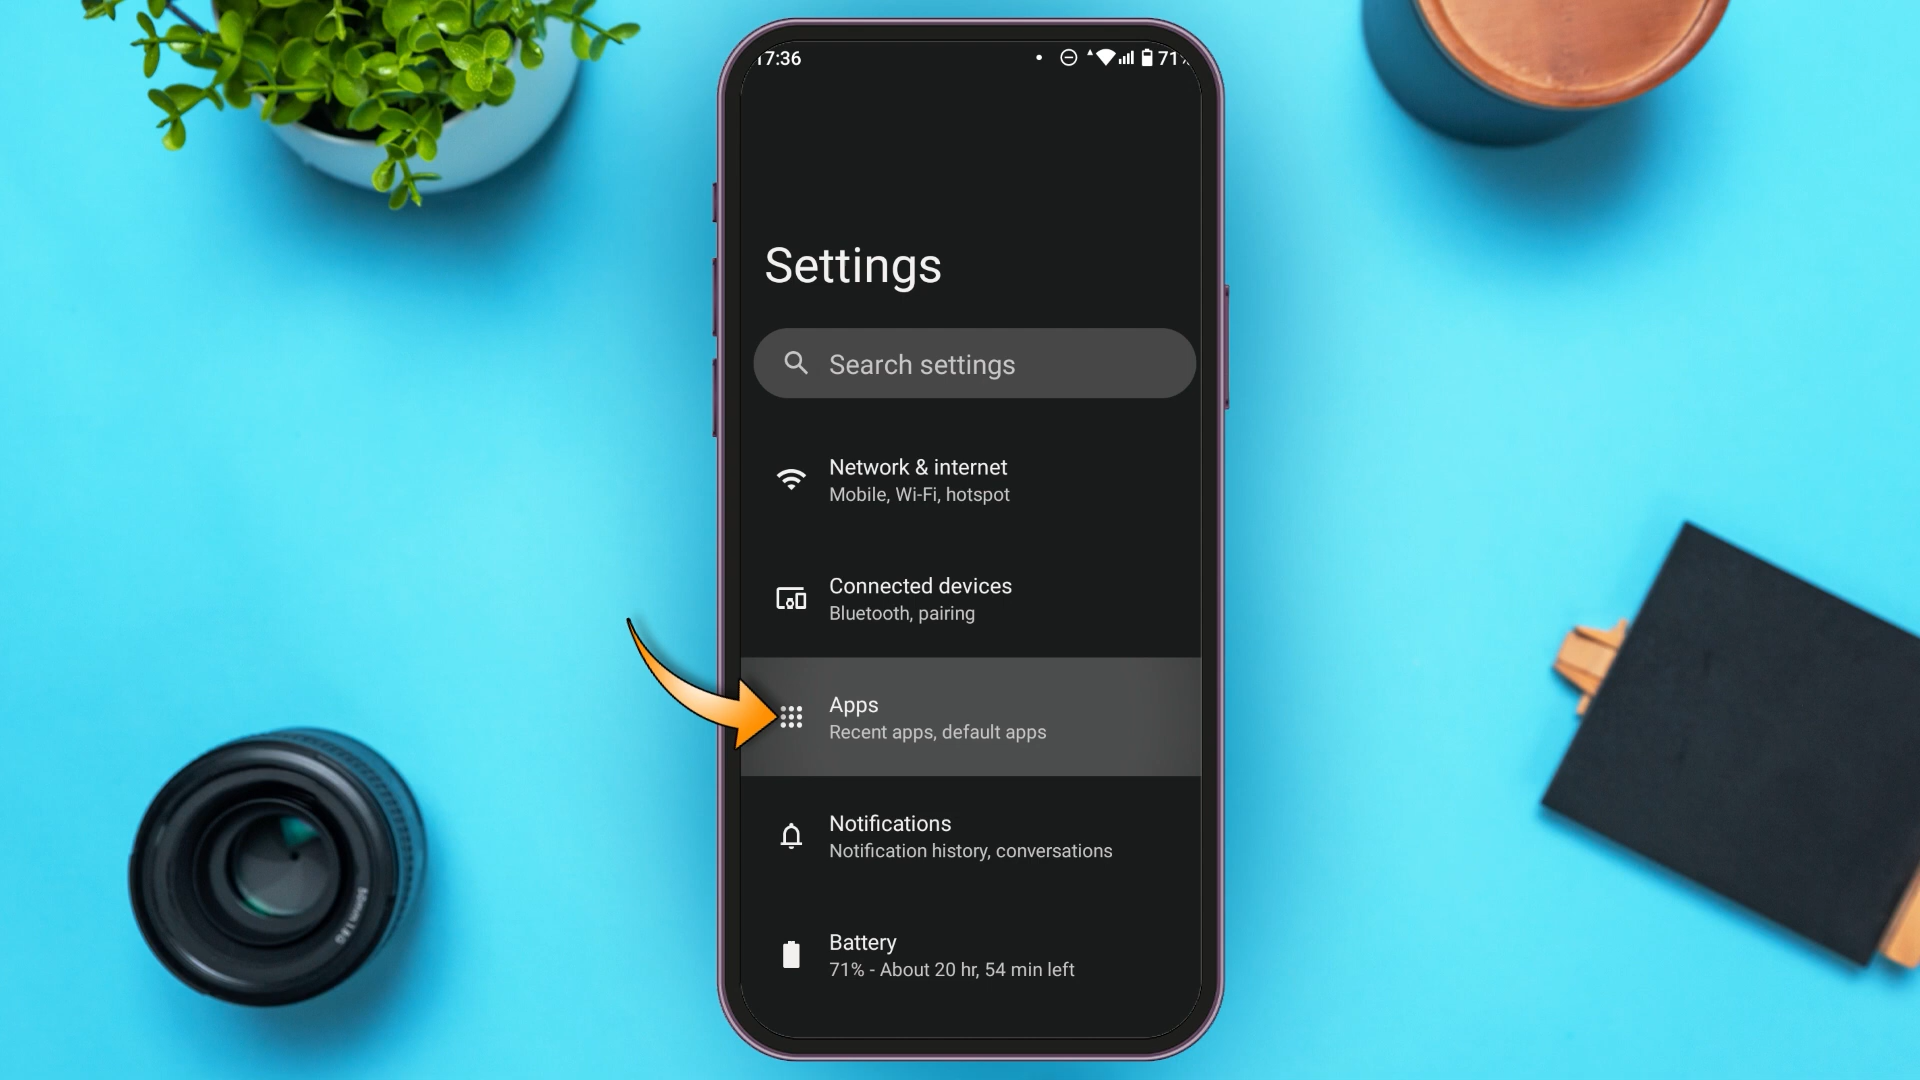 17:36
71%
Settings
Search settings
Network & internet
Mobile, Wi-Fi, hotspot
Connected devices
Bluetooth, pairing
Apps
Recent apps, default apps
Notifications
Notification history, conversations
Battery
71% - About 20 hr, 54 min left